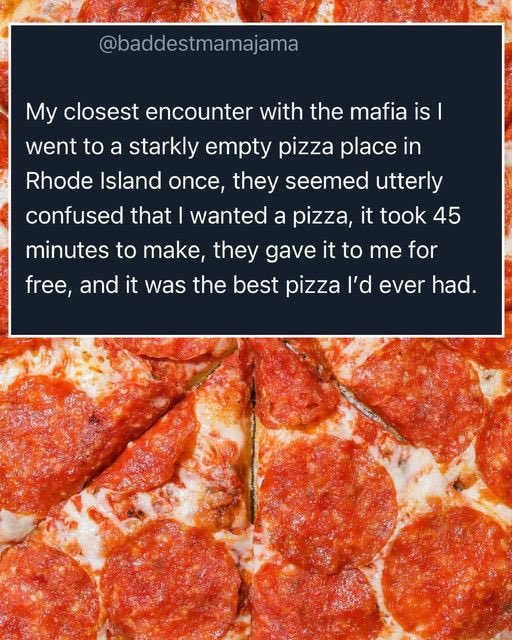 @baddestmamajama
My closest encounter with the mafia is I
went to a starkly empty pizza place in
Rhode Island once, they seemed utterly
confused that I wanted a pizza, it took 45
minutes to make, they gave it to me for
free, and it was the best pizza I’d ever had.